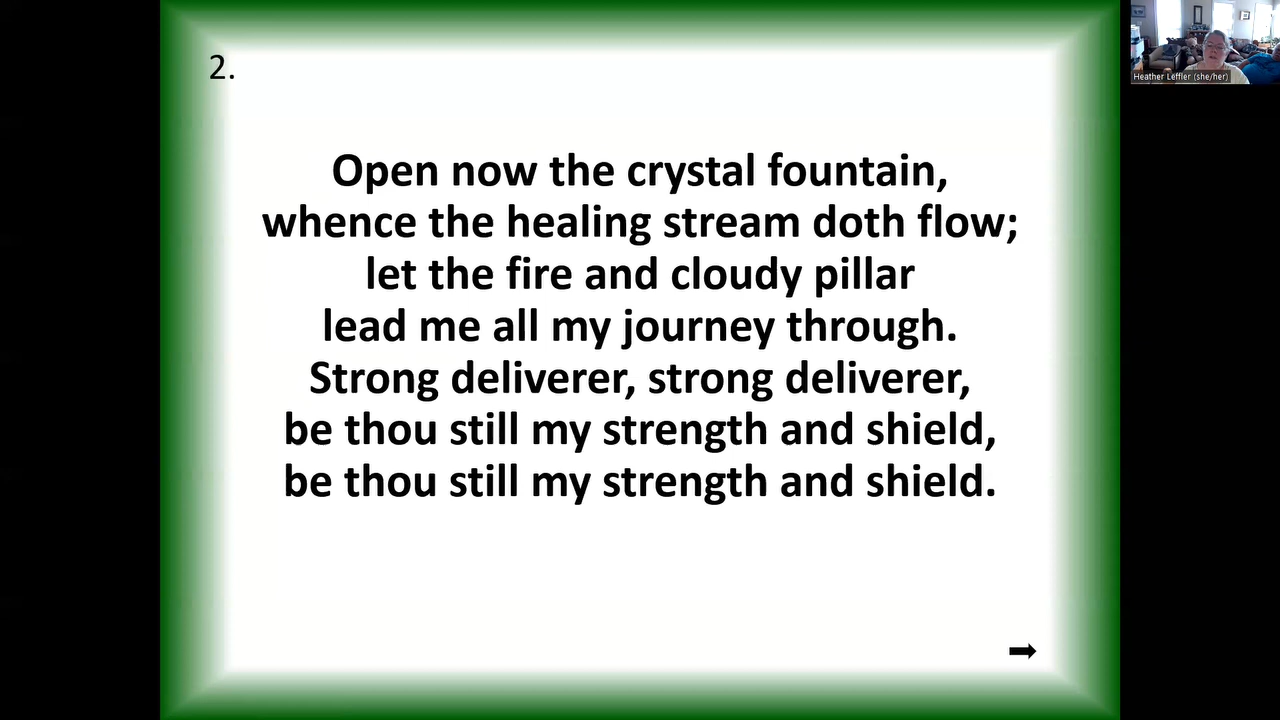 2.
Open now the crystal fountain,
whence the healing stream doth flow;
let the fire and cloudy pillar
lead me all my journey through.
Strong deliverer, strong deliverer,
be thou still my strength and shield,
be thou still my strength and shield.
Heather Leffler (she/her)